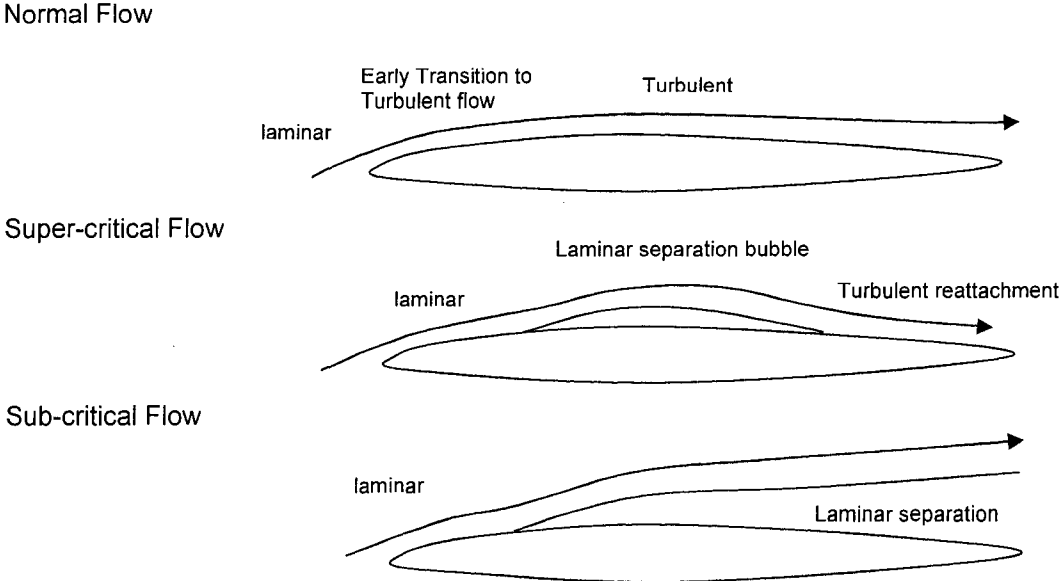 Normal Flow
Early Transition to
Turbulent flow
Turbulent
laminar
Super-critical Flow
Laminar separation bubble
laminar
Turbulent reattachment
Sub-critical Flow
laminar
Laminar separation